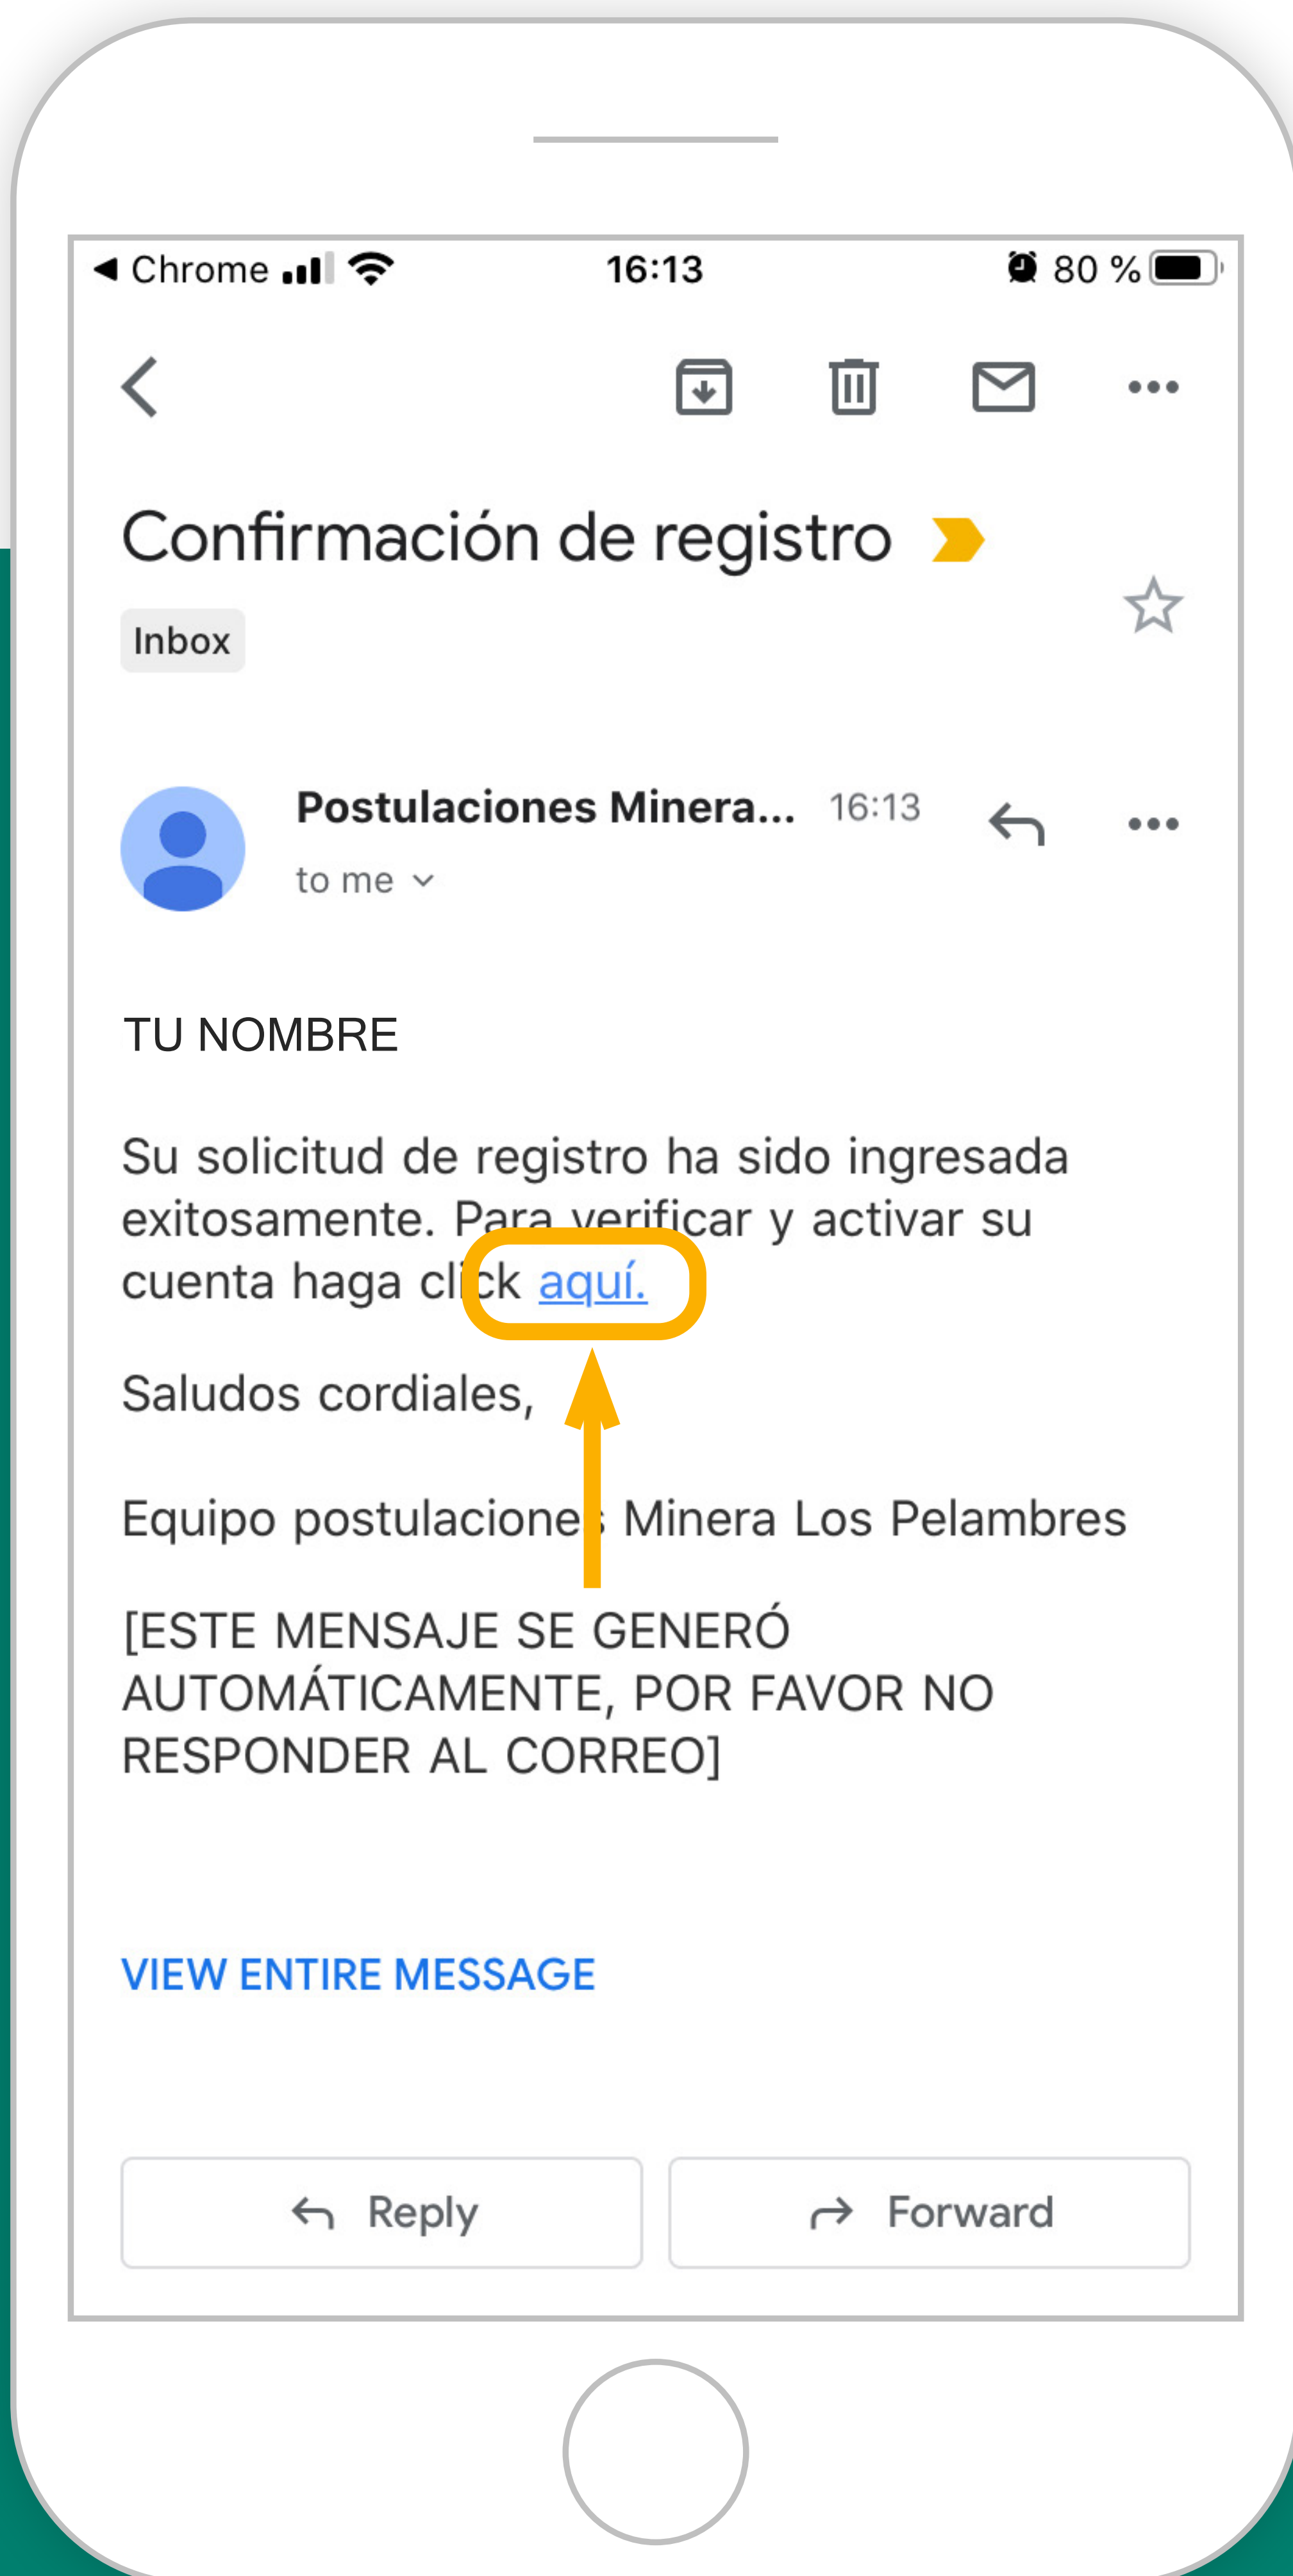 Chrome 16:13 80 %
Confirmación de registro
Inbox
Postulaciones Minera... 16:13
to me
TU NOMBRE
Su solicitud de registro ha sido ingresada
exitosamente. Para verificar y activar su
cuenta haga click aquí.
Saludos cordiales,
Equipo postulaciones Minera Los Pelambres
[ESTE MENSAJE SE GENERÓ
AUTOMÁTICAMENTE, POR FAVOR NO
RESPONDER AL CORREO]
VIEW ENTIRE MESSAGE
Reply Forward